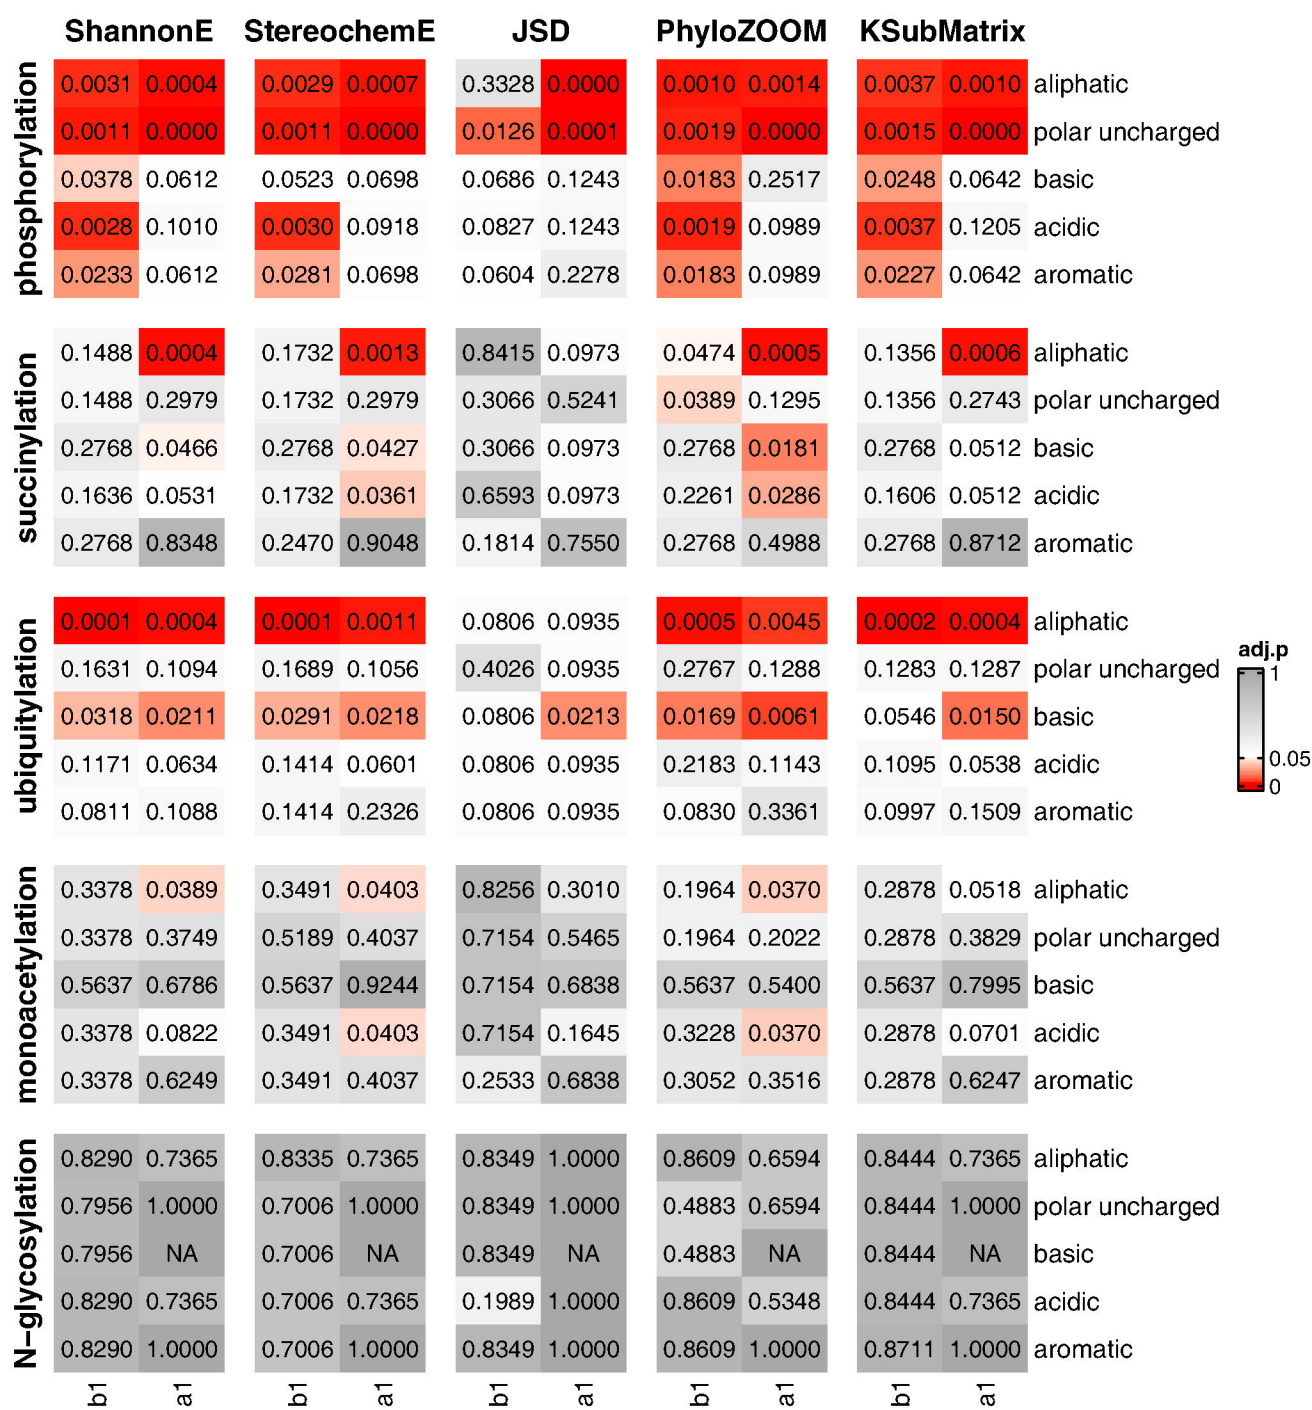 ShannonE StereochemE JSD PhyloZOOM KSubMatrix
phosphorylation
0.0031 0.0004 0.0029 0.0007 0.3328 0.0000 0.0010 0.0014 0.0037 0.0010 aliphatic
0.0011 0.0000 0.0011 0.0000 0.0126 0.0001 0.0019 0.0000 0.0015 0.0000 polar uncharged
0.0378 0.0612 0.0523 0.0698 0.0686 0.1243 0.0183 0.2517 0.0248 0.0642 basic
0.0028 0.1010 0.0030 0.0918 0.0827 0.1243 0.0019 0.0989 0.0037 0.1205 acidic
0.0233 0.0612 0.0281 0.0698 0.0604 0.2278 0.0183 0.0989 0.0227 0.0642 aromatic
succinylation
0.1488 0.0004 0.1732 0.0013 0.8415 0.0973 0.0474 0.0005 0.1356 0.0006 aliphatic
0.1488 0.2979 0.1732 0.2979 0.3066 0.5241 0.0389 0.1295 0.1356 0.2743 polar uncharged
0.2768 0.0466 0.2768 0.0427 0.3066 0.0973 0.2768 0.0181 0.2768 0.0512 basic
0.1636 0.0531 0.1732 0.0361 0.6593 0.0973 0.2261 0.0286 0.1606 0.0512 acidic
0.2768 0.8348 0.2470 0.9048 0.1814 0.7550 0.2768 0.4988 0.2768 0.8712 aromatic
ubiquitylation
0.0001 0.0004 0.0001 0.0011 0.0806 0.0935 0.0005 0.0045 0.0002 0.0004 aliphatic
0.1631 0.1094 0.1689 0.1056 0.4026 0.0935 0.2767 0.1288 0.1283 0.1287 polar uncharged
0.0318 0.0211 0.0291 0.0218 0.0806 0.0213 0.0169 0.0061 0.0546 0.0150 basic
0.1171 0.0634 0.1414 0.0601 0.0806 0.0935 0.2183 0.1143 0.1095 0.0538 acidic
0.0811 0.1088 0.1414 0.2326 0.0806 0.0935 0.0830 0.3361 0.0997 0.1509 aromatic
adj.p
1
0.05
0
monoacetylation
0.3378 0.0389 0.3491 0.0403 0.8256 0.3010 0.1964 0.0370 0.2878 0.0518 aliphatic
0.3378 0.3749 0.5189 0.4037 0.7154 0.5465 0.1964 0.2022 0.2878 0.3829 polar uncharged
0.5637 0.6786 0.5637 0.9244 0.7154 0.6838 0.5637 0.5400 0.5637 0.7995 basic
0.3378 0.0822 0.3491 0.0403 0.7154 0.1645 0.3228 0.0370 0.2878 0.0701 acidic
0.3378 0.6249 0.3491 0.4037 0.2533 0.6838 0.3052 0.3516 0.2878 0.6247 aromatic
N-glycosylation
0.8290 0.7365 0.8335 0.7365 0.8349 1.0000 0.8609 0.6594 0.8444 0.7365 aliphatic
0.7956 1.0000 0.7006 1.0000 0.8349 1.0000 0.4883 0.6594 0.8444 1.0000 polar uncharged
0.7956 NA 0.7006 NA 0.8349 NA 0.4883 NA 0.8444 NA basic
0.8290 0.7365 0.7006 0.7365 0.1989 1.0000 0.8609 0.5348 0.8444 0.7365 acidic
0.8290 1.0000 0.7006 1.0000 0.8349 1.0000 0.8609 1.0000 0.8711 1.0000 aromatic
b1 a1 b1 a1 b1 a1 b1 a1 b1 a1